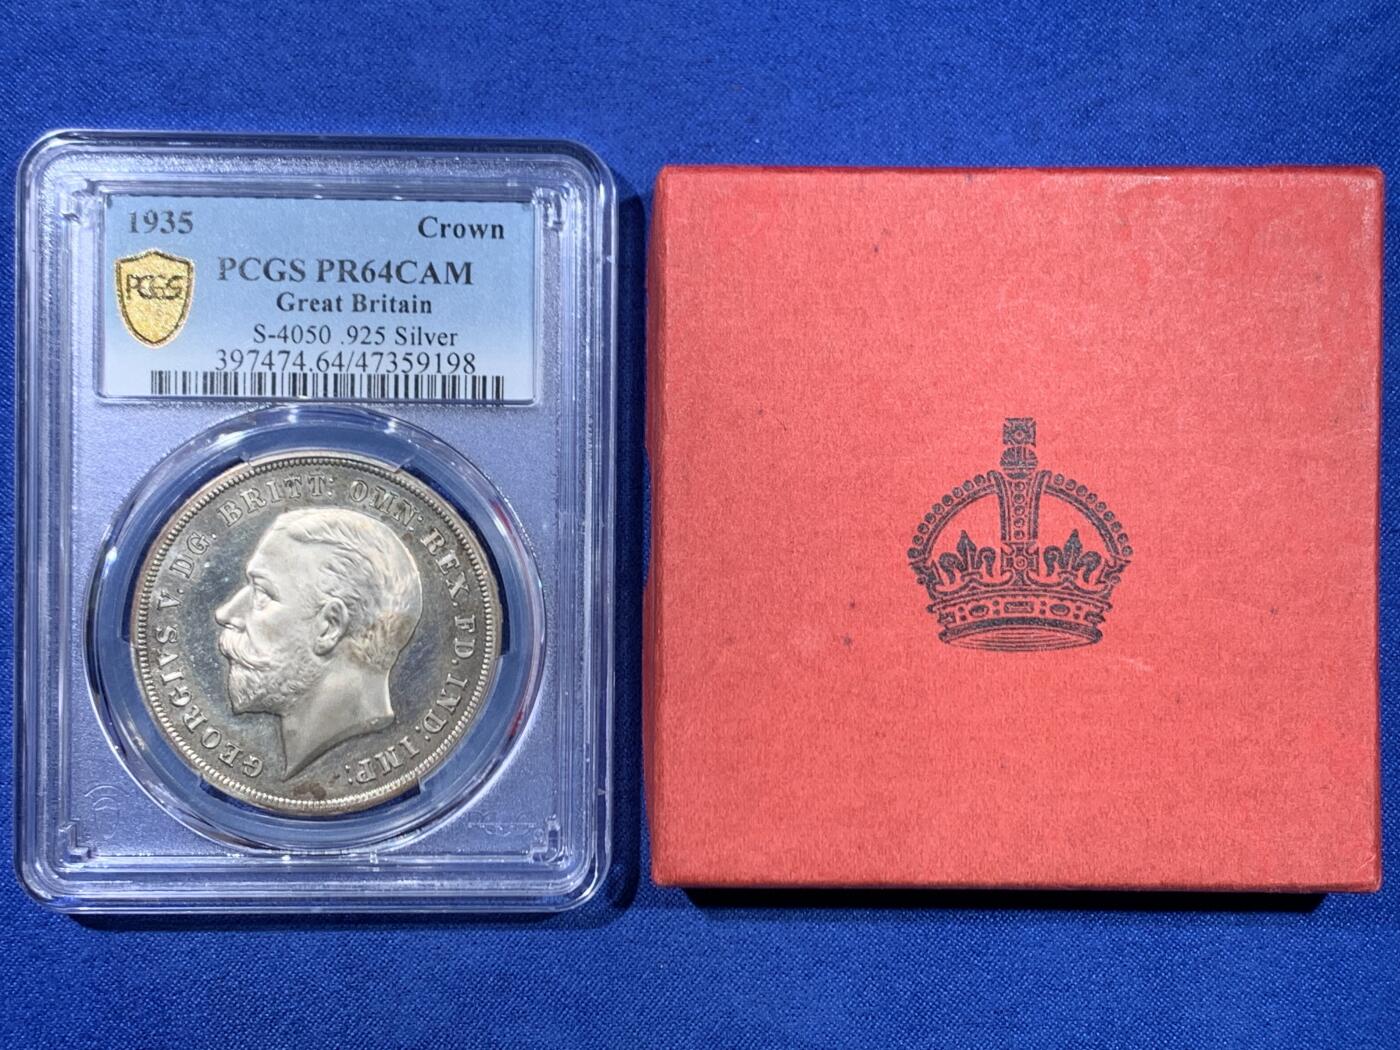 1935 Crown
PCGS
PCGS PR64CAM
Great Britain
S-4050 .925 Silver
397474.64/47359198
GEORGIVS V. DG. BRITT: OMN: REX. FD. IND: IMP: